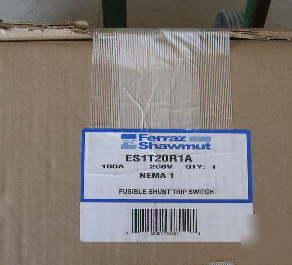 Ferraz
Shawmut
ES1T20R1A
100A 208V QTY: 1
NEMA 1
FUSIBLE SHUNT TRIP SWITCH